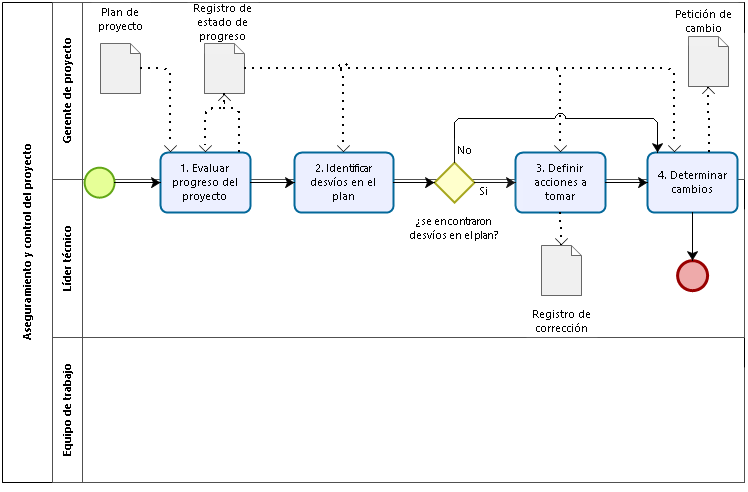 Aseguramiento y control del proyecto
Gerente de proyecto
Líder técnico
Equipo de trabajo
Plan de
proyecto
Registro de
estado de
progreso
Petición de
cambio
1. Evaluar
progreso del
proyecto
2. Identificar
desvíos en el
plan
No
Si
¿se encontraron
desvíos en el plan?
3. Definir
acciones a
tomar
4. Determinar
cambios
Registro de
corrección